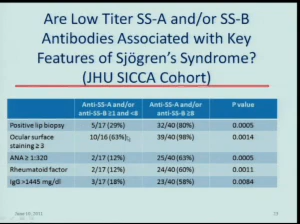 Are Low Titer SS-A and/or SS-B
Antibodies Associated with Key
Features of Sjögren's Syndrome?
(JHU SICCA Cohort)
Anti-SS-A and/or anti-SS-B ≥1 and <8 Anti-SS-A and/or anti-SS-B ≥8 P value
Positive lip biopsy 5/17 (29%) 32/40 (80%) 0.0005
Ocular surface staining ≥ 3 10/16 (63%) 39/40 (98%) 0.0014
ANA ≥ 1:320 2/17 (12%) 25/40 (63%) 0.0005
Rheumatoid factor 2/17 (12%) 24/40 (60%) 0.0011
IgG >1445 mg/dl 3/17 (18%) 23/40 (58%) 0.0084
June 10, 2011